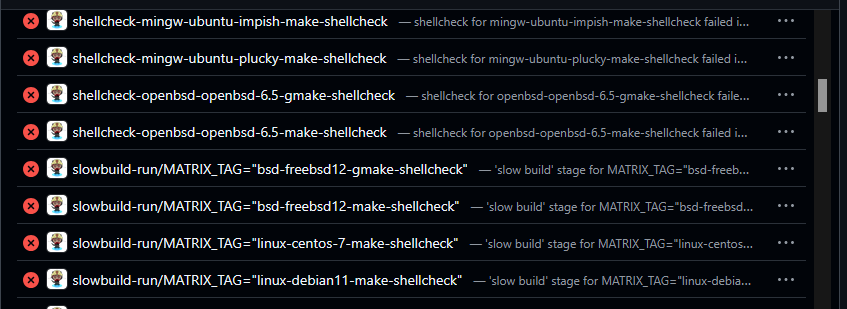 shellcheck-mingw-ubuntu-impish-make-shellcheck — shellcheck for mingw-ubuntu-impish-make-shellcheck failed i...
shellcheck-mingw-ubuntu-plucky-make-shellcheck — shellcheck for mingw-ubuntu-plucky-make-shellcheck failed i...
shellcheck-openbsd-openbsd-6.5-gmake-shellcheck — shellcheck for openbsd-openbsd-6.5-gmake-shellcheck faile...
shellcheck-openbsd-openbsd-6.5-make-shellcheck — shellcheck for openbsd-openbsd-6.5-make-shellcheck failed i...
slowbuild-run/MATRIX_TAG="bsd-freebsd12-gmake-shellcheck" — 'slow build' stage for MATRIX_TAG="bsd-freeb...
slowbuild-run/MATRIX_TAG="bsd-freebsd12-make-shellcheck" — 'slow build' stage for MATRIX_TAG="bsd-freebsd...
slowbuild-run/MATRIX_TAG="linux-centos-7-make-shellcheck" — 'slow build' stage for MATRIX_TAG="linux-centos...
slowbuild-run/MATRIX_TAG="linux-debian11-make-shellcheck" — 'slow build' stage for MATRIX_TAG="linux-debia...